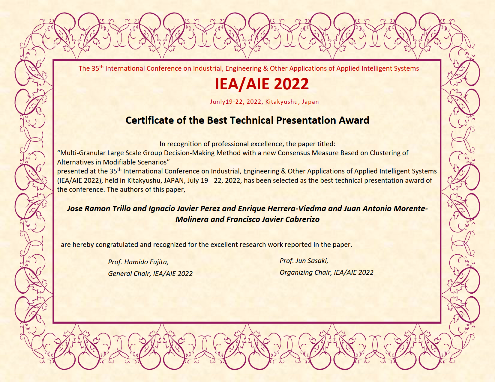 The 35th International Conference on Industrial, Engineering & Other Applications of Applied Intelligent Systems
IEA/AIE 2022
Junly19-22, 2022, Kitakyushu, Japan
Certificate of the Best Technical Presentation Award
In recognition of professional excellence, the paper titled:
"Multi-Granular Large Scale Group Decision-Making Method with a new Consensus Measure Based on Clustering of
Alternatives in Modifiable Scenarios"
presented at the 35th International Conference on Industrial, Engineering & Other Applications of Applied Intelligent Systems
(IEA/AIE 2022), held in Kitakyushu, JAPAN, July 19 - 22, 2022, has been selected as the best technical presentation award of
the conference. The authors of this paper,
Jose Ramon Trillo and Ignacio Javier Perez and Enrique Herrera-Viedma and Juan Antonio Morente-
Molinera and Francisco Javier Cabrerizo
are hereby congratulated and recognized for the excellent research work reported in the paper.
Prof. Hamido Fujita,
General Chair, IEA/AIE 2022
Prof. Jun Sasaki,
Organizing Chair, IEA/AIE 2022